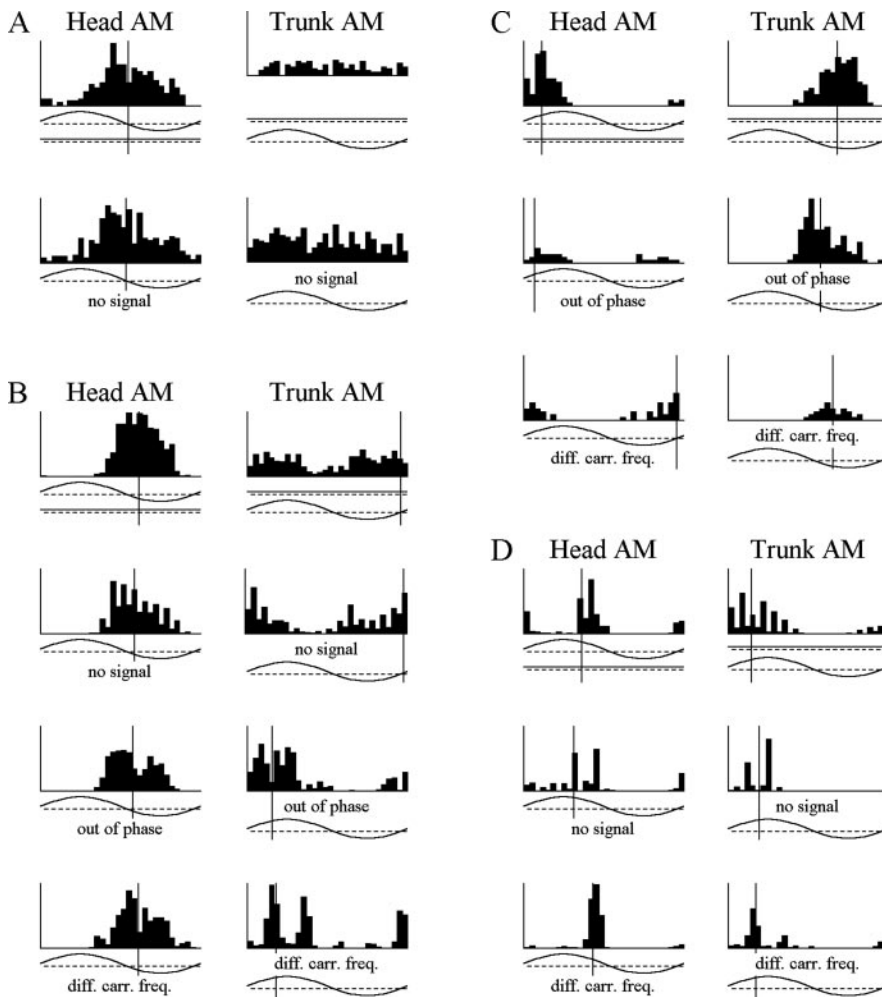 A
Head AM Trunk AM
no signal no signal
B
Head AM Trunk AM
no signal no signal
out of phase out of phase
diff. carr. freq. diff. carr. freq.
C
Head AM Trunk AM
out of phase out of phase
diff. carr. freq. diff. carr. freq.
D
Head AM Trunk AM
no signal no signal
diff. carr. freq. diff. carr. freq.